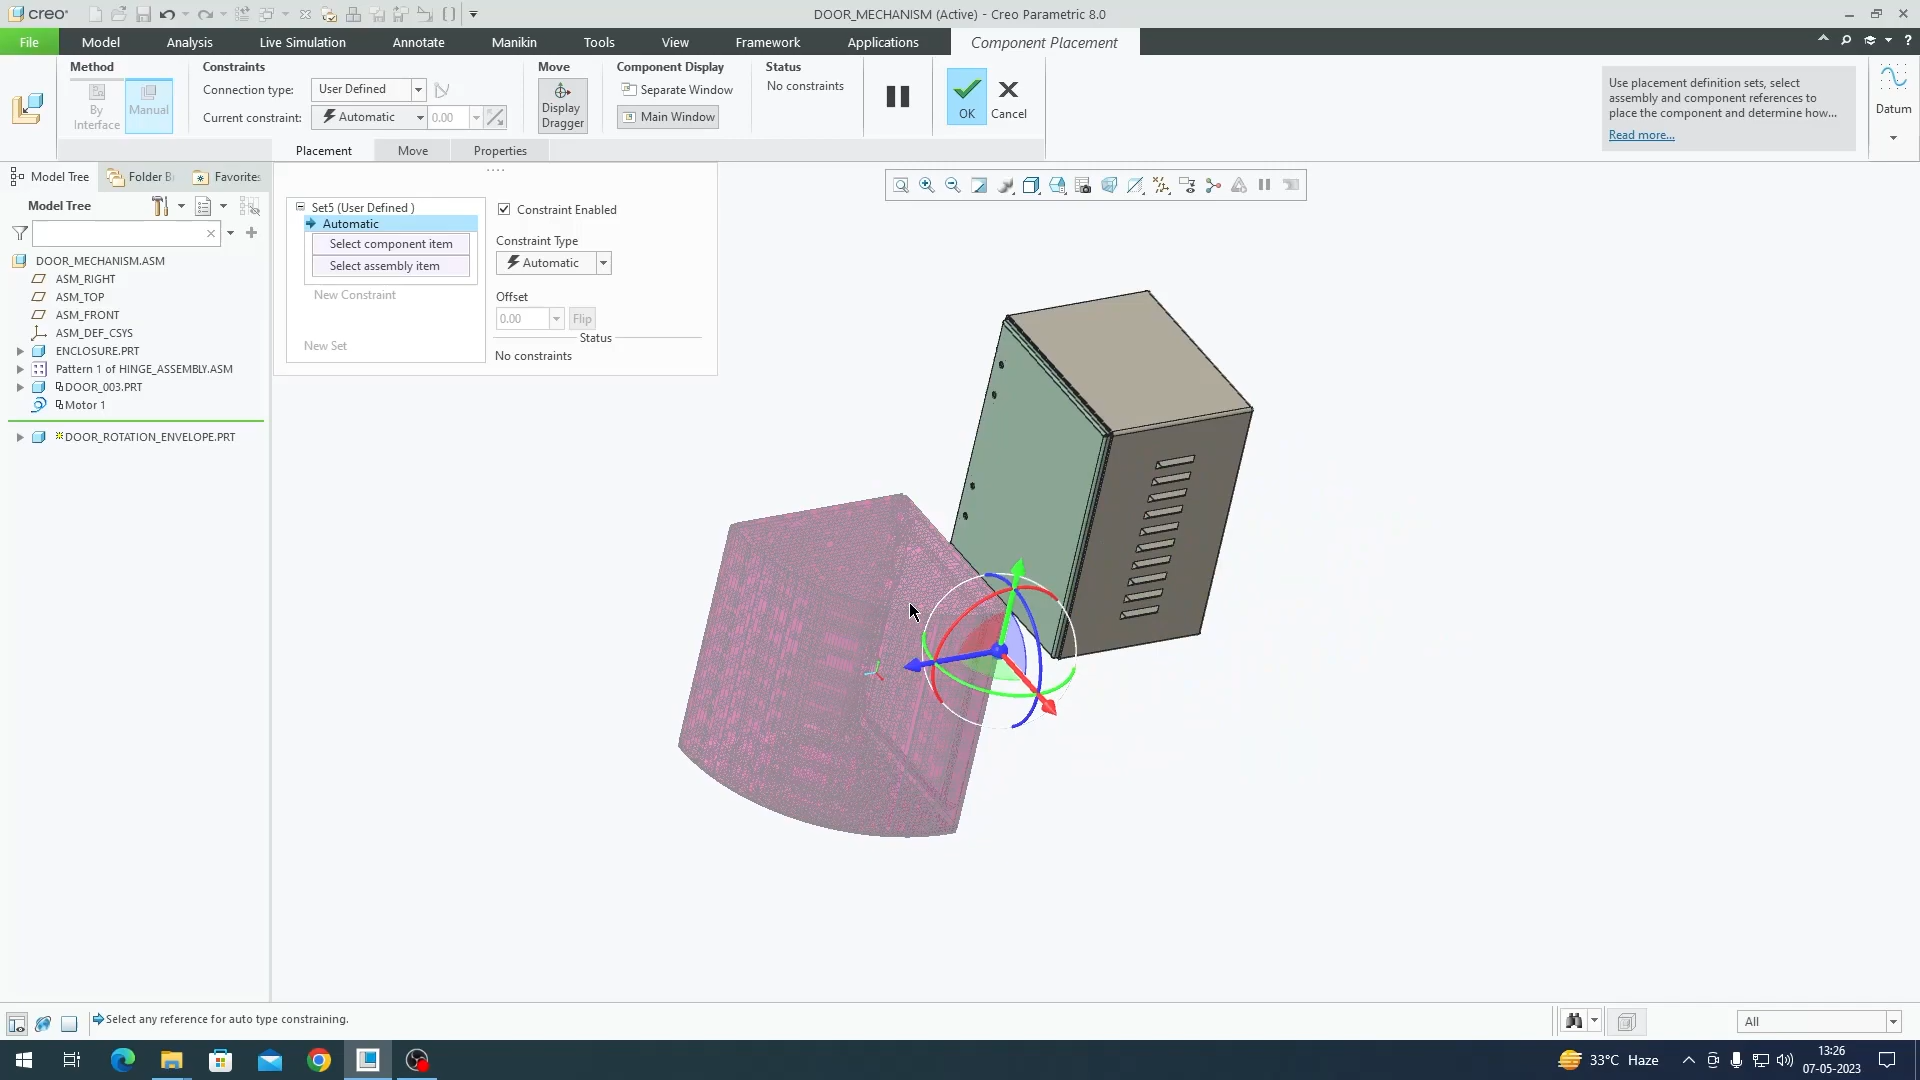 creo
DOOR_MECHANISM (Active) - Creo Parametric 8.0
File Model Analysis Live Simulation Annotate Manikin Tools View Framework Applications Component Placement
Method
By Interface
Manual
Constraints
Connection type: User Defined
Current constraint: Automatic 0.00
Move
Display Dragger
Component Display
Separate Window
Main Window
Status
No constraints
OK
Cancel
Use placement definition sets, select
assembly and component references to
place the component and determine how...
Read more...
Datum
Placement Move Properties
Model Tree Folder B Favorites
Model Tree
DOOR_MECHANISM.ASM
ASM_RIGHT
ASM_TOP
ASM_FRONT
ASM_DEF_CSYS
ENCLOSURE.PRT
Pattern 1 of HINGE_ASSEMBLY.ASM
DOOR_003.PRT
Motor 1
DOOR_ROTATION_ENVELOPE.PRT
Set5 (User Defined )
Automatic
Select component item
Select assembly item
New Constraint
New Set
Constraint Enabled
Constraint Type
Automatic
Offset
0.00 Flip
Status
No constraints
Select any reference for auto type constraining.
All
33°C Haze
13:26
07-05-2023